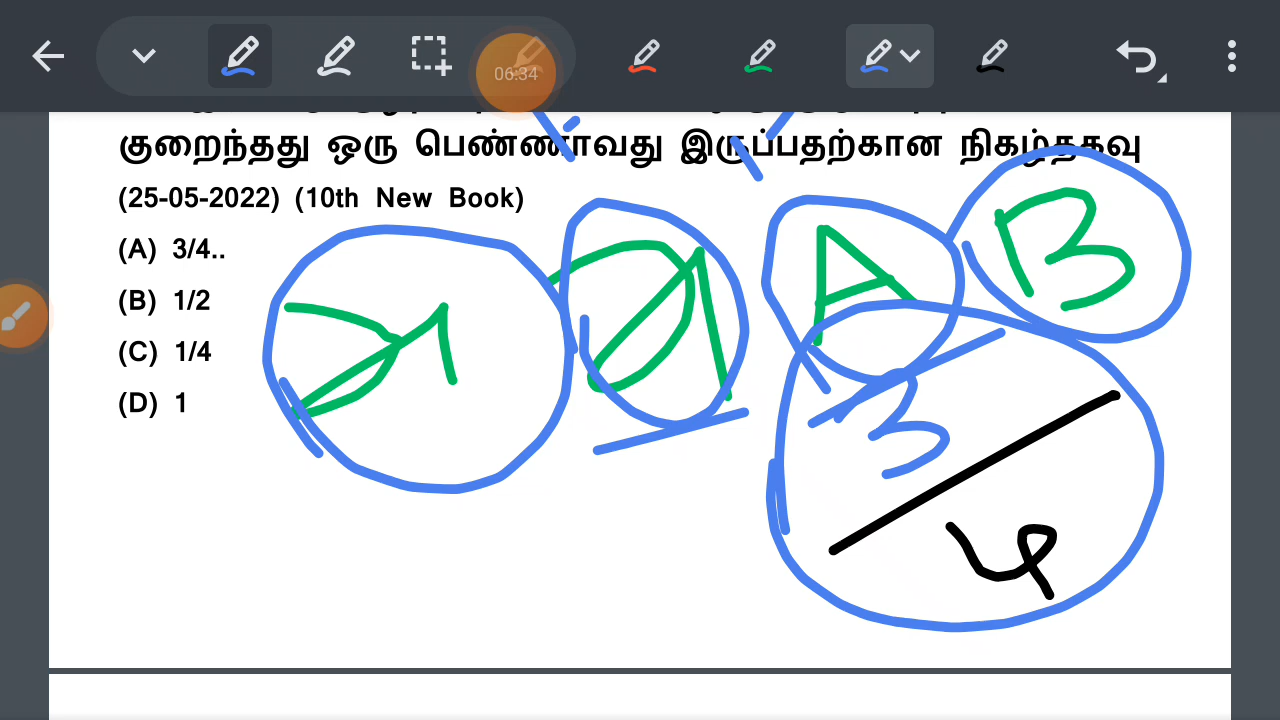 06:34
குறைந்தது ஒரு பெண்ணாவது இருப்பதற்கான நிகழ்தகவு
(25-05-2022) (10th New Book)
(A) 3/4..
(B) 1/2
(C) 1/4
(D) 1
A B
3
4